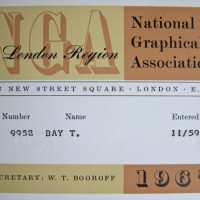 NGA
London Region
National
Graphical
Association
NEW STREET SQUARE · LONDON · E.
Number Name Entered
9952 BAY T. 11/59
SECRETARY: W. T. BOOROFF 196